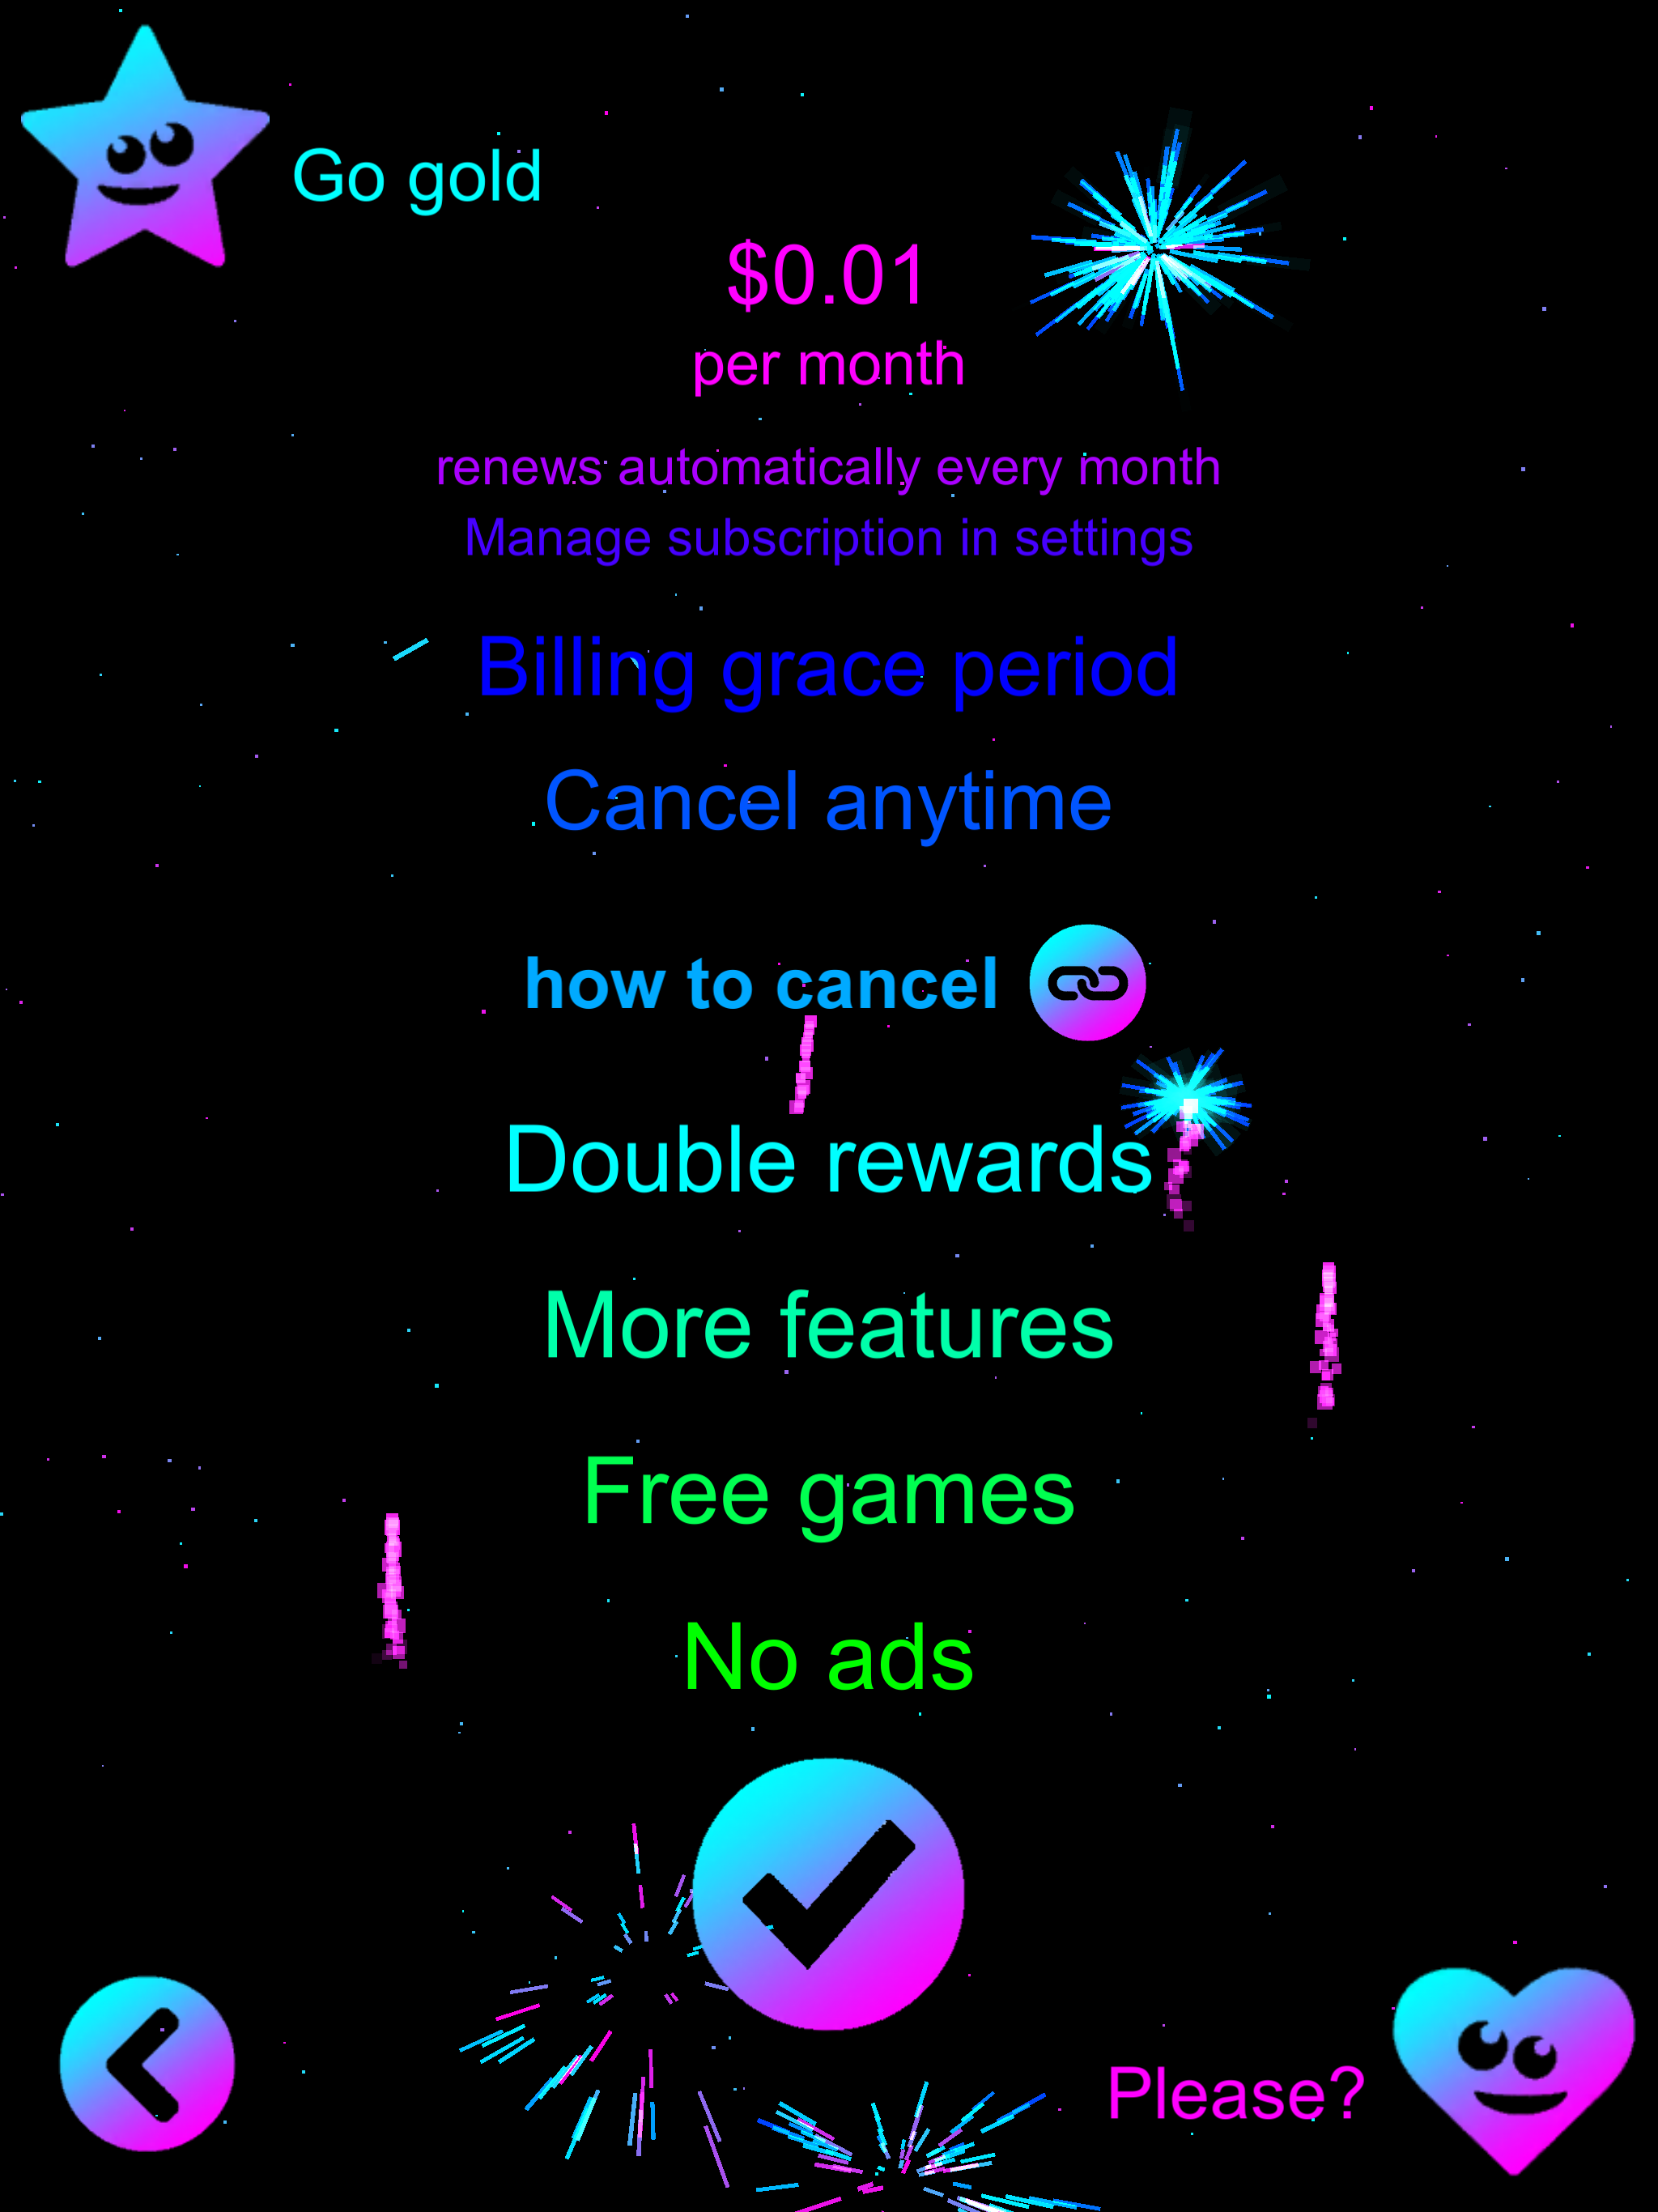 Go gold
$0.01
per month
renews automatically every month
Manage subscription in settings
Billing grace period
Cancel anytime
how to cancel
Double rewards
More features
Free games
No ads
Please?